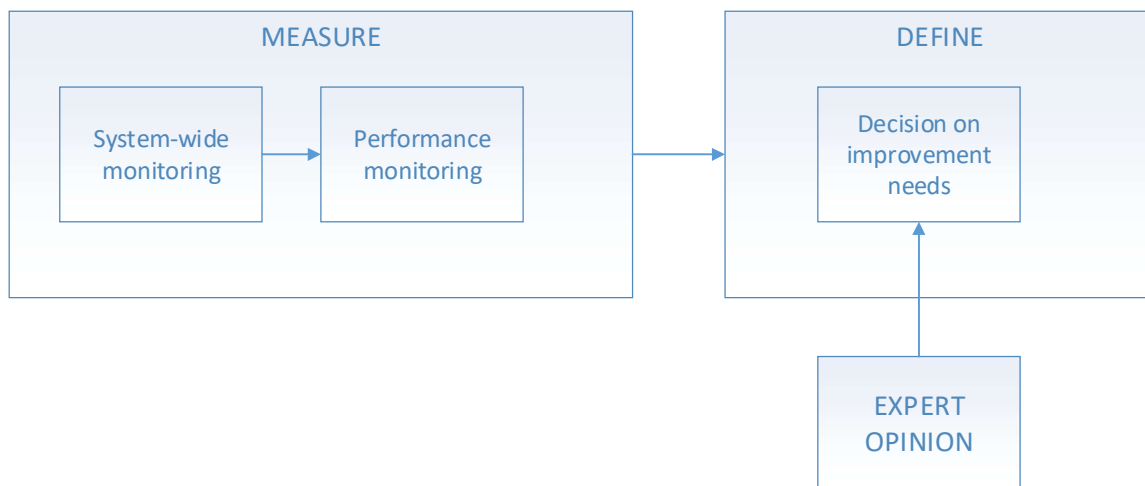 MEASURE
System-wide
monitoring
Performance
monitoring
DEFINE
Decision on
improvement
needs
EXPERT
OPINION